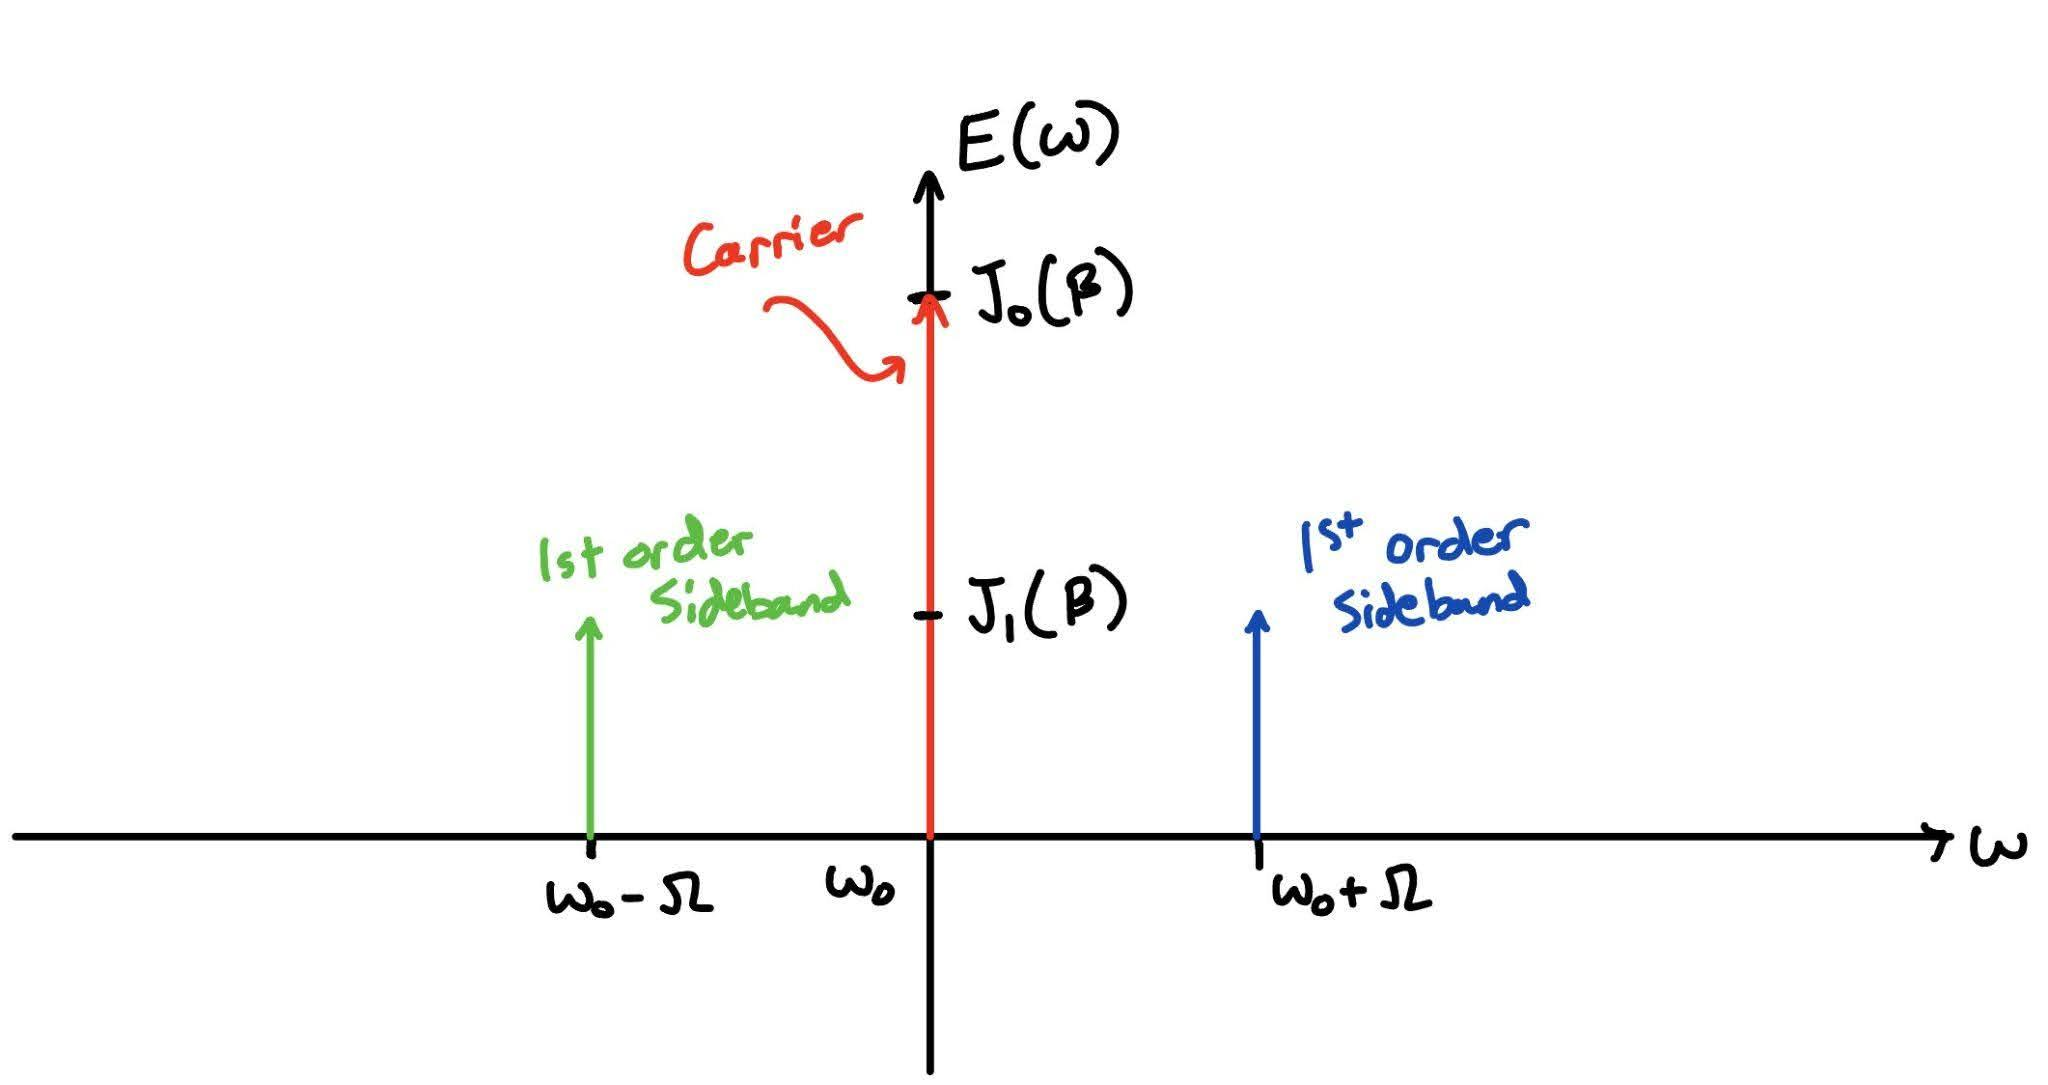 E(ω)
Carrier
J₀(β)
1st order
Sideband
J₁(β)
1st order
Sideband
ω₀-Ω
ω₀
ω₀+Ω
ω